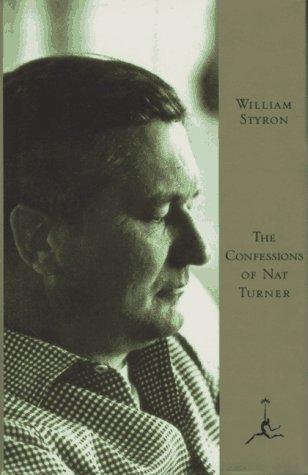 WILLIAM
STYRON
THE
CONFESSIONS
OF NAT
TURNER